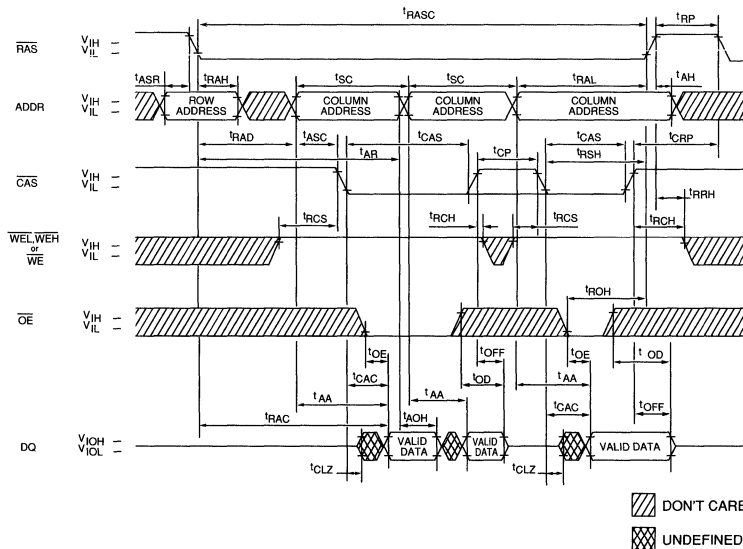 tRASC
tRP
RAS
VIH
VIL
tASR
tRAH
tSC
tSC
tRAL
tAH
ADDR
VIH
VIL
ROW ADDRESS
COLUMN ADDRESS
COLUMN ADDRESS
COLUMN ADDRESS
tRAD
tASC
tCAS
tCAS
tCRP
tAR
tCP
tRSH
CAS
VIH
VIL
tRRH
tRCS
tRCH
tRCS
tRCH
WEL,WEH
or
WE
VIH
VIL
tROH
OE
VIH
VIL
tOE
tOFF
tOE
tOD
tCAC
tOD
tAA
tAA
tAA
tCAC
tRAC
tAOH
tOFF
DQ
VIOH
VIOL
VALID DATA
VALID DATA
VALID DATA
tCLZ
tCLZ
DON'T CARE
UNDEFINED